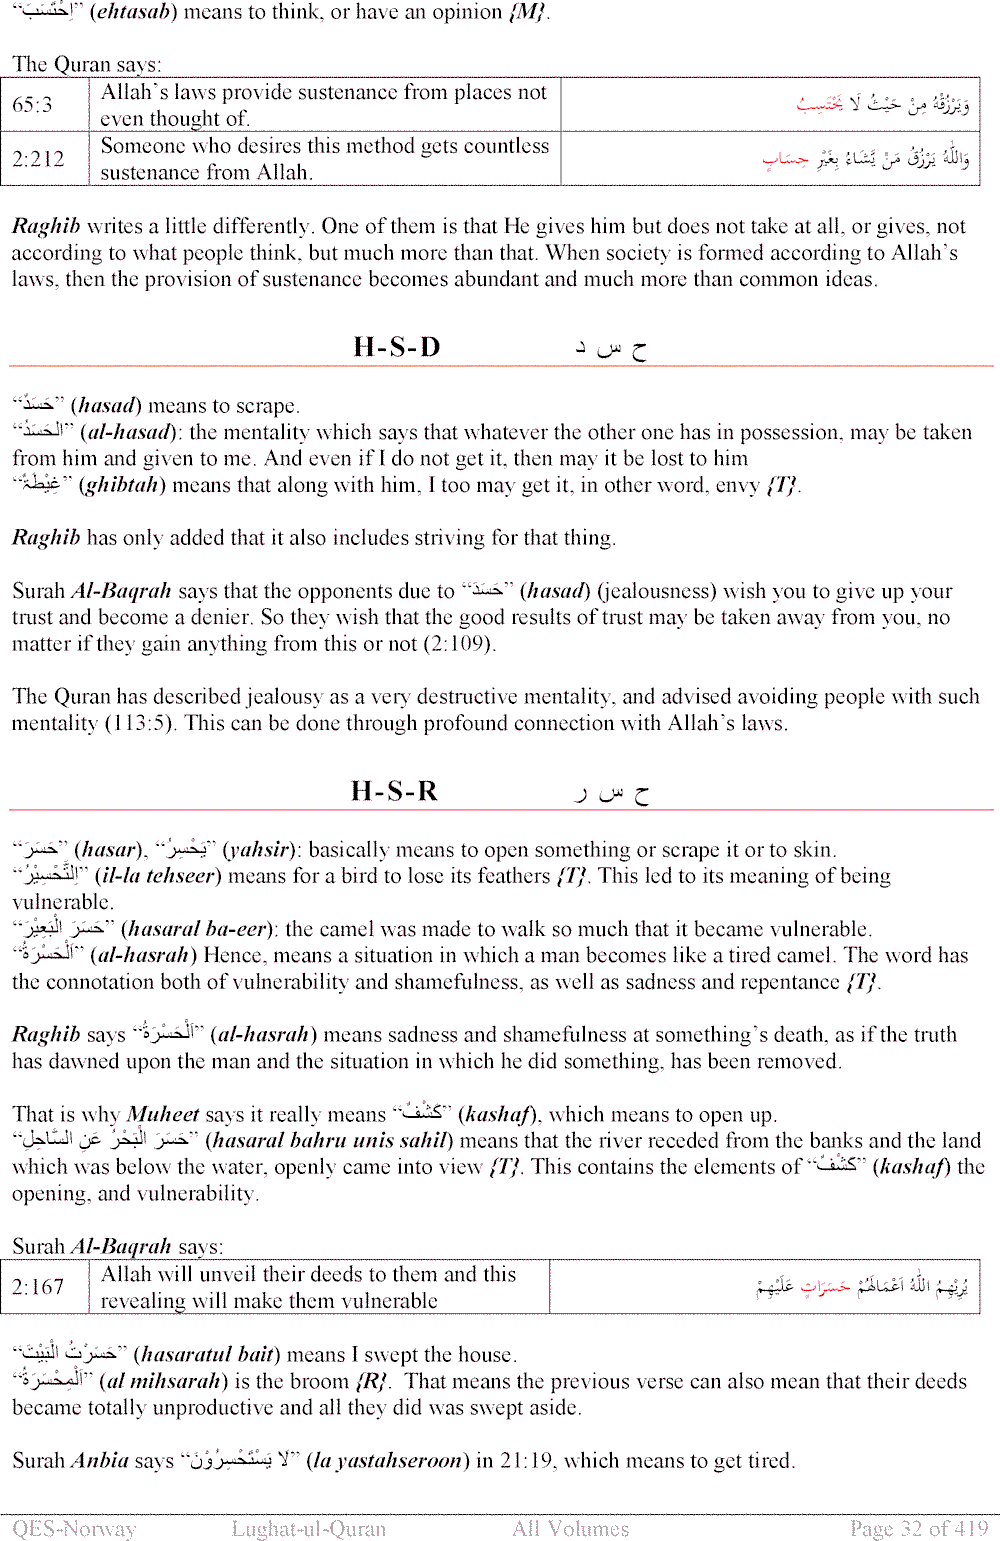 “اِحْتَسَبَ” (ehtasab) means to think, or have an opinion {M}.
The Quran says:
65:3 Allah’s laws provide sustenance from places not even thought of. وَيَرْزُقْهُ مِنْ حَيْثُ لَا يَحْتَسِبُ
2:212 Someone who desires this method gets countless sustenance from Allah. وَاللّٰهُ يَرْزُقُ مَنْ يَّشَاءُ بِغَيْرِ حِسَابٍ
Raghib writes a little differently. One of them is that He gives him but does not take at all, or gives, not
according to what people think, but much more than that. When society is formed according to Allah’s
laws, then the provision of sustenance becomes abundant and much more than common ideas.
H-S-D ح س د
“حَسَدٌ” (hasad) means to scrape.
“اَلْحَسَدُ” (al-hasad): the mentality which says that whatever the other one has in possession, may be taken
from him and given to me. And even if I do not get it, then may it be lost to him
“غِبْطَةٌ” (ghibtah) means that along with him, I too may get it, in other word, envy {T}.
Raghib has only added that it also includes striving for that thing.
Surah Al-Baqrah says that the opponents due to “حَسَدَ” (hasad) (jealousness) wish you to give up your
trust and become a denier. So they wish that the good results of trust may be taken away from you, no
matter if they gain anything from this or not (2:109).
The Quran has described jealousy as a very destructive mentality, and advised avoiding people with such
mentality (113:5). This can be done through profound connection with Allah’s laws.
H-S-R ح س ر
“حَسَرَ” (hasar), “يَحْسِرُ” (yahsir): basically means to open something or scrape it or to skin.
“اِلتَّحْسِيْرُ” (il-la tehseer) means for a bird to lose its feathers {T}. This led to its meaning of being
vulnerable.
“حَسَرَ الْبَعِيْرَ” (hasaral ba-eer): the camel was made to walk so much that it became vulnerable.
“اَلْحَسْرَةُ” (al-hasrah) Hence, means a situation in which a man becomes like a tired camel. The word has
the connotation both of vulnerability and shamefulness, as well as sadness and repentance {T}.
Raghib says “اَلْحَسْرَةُ” (al-hasrah) means sadness and shamefulness at something’s death, as if the truth
has dawned upon the man and the situation in which he did something, has been removed.
That is why Muheet says it really means “كَشْفٌ” (kashaf), which means to open up.
“حَسَرَ الْبَحْرُ عَنِ السَّاحِلِ” (hasaral bahru unis sahil) means that the river receded from the banks and the land
which was below the water, openly came into view {T}. This contains the elements of “كَشْفٌ” (kashaf) the
opening, and vulnerability.
Surah Al-Baqrah says:
2:167 Allah will unveil their deeds to them and this revealing will make them vulnerable يُرِيْهِمُ اللّٰهُ اَعْمَالَهُمْ حَسَرَاتٍ عَلَيْهِمْ
“حَسَرْتُ الْبَيْتَ” (hasaratul bait) means I swept the house.
“اَلْمِحْسَرَةُ” (al mihsarah) is the broom {R}. That means the previous verse can also mean that their deeds
became totally unproductive and all they did was swept aside.
Surah Anbia says “لَا يَسْتَحْسِرُوْنَ” (la yastahseroon) in 21:19, which means to get tired.
QES-Norway Lughat-ul-Quran All Volumes Page 32 of 419